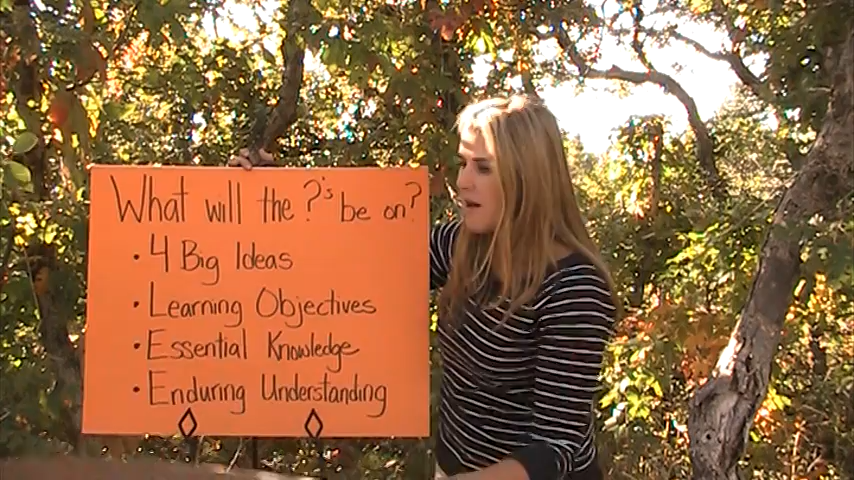 What will the ?'s be on?
• 4 Big Ideas
• Learning Objectives
• Essential Knowledge
• Enduring Understanding